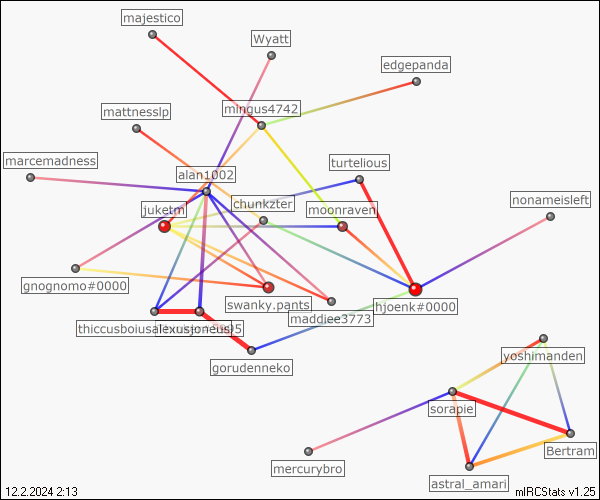 majestico
Wyatt
edgepanda
mingus4742
mattnesslp
marcemadness
turtelious
alan1002
nonameisleft
chunkzter
juketm
moonraven
gnognomo#0000
swanky.pants
hjoenk#0000
maddiee3773
thiccusboiusalexusjoneus
gorudenneko
yoshimanden
sorapie
Bertram
mercurybro
astral_amari
12.2.2024 2:13
mIRCStats v1.25